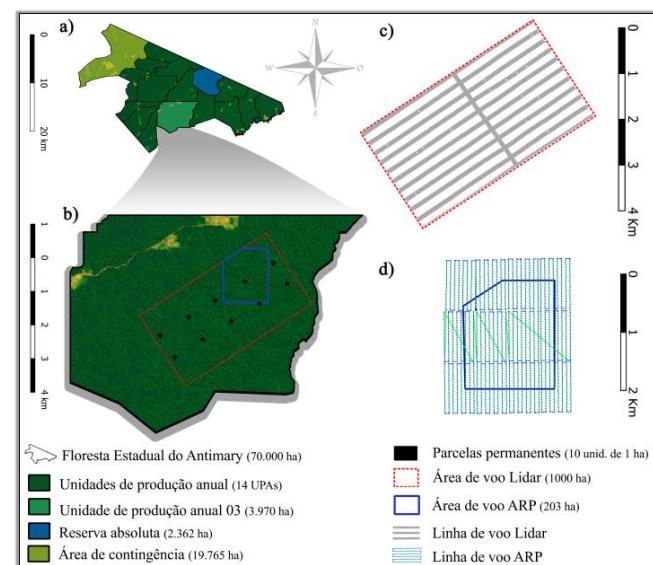 a)
0
10
20 km
N
W
O
S
c)
0
1
2
3
4 Km
b)
1
0
1
2
3
4 km
d)
0
1
2 Km
Floresta Estadual do Antimary (70.000 ha)
Unidades de produção anual (14 UPAs)
Unidade de produção anual 03 (3.970 ha)
Reserva absoluta (2.362 ha)
Área de contingência (19.765 ha)
Parcelas permanentes (10 unid. de 1 ha)
Área de voo Lidar (1000 ha)
Área de voo ARP (203 ha)
Linha de voo Lidar
Linha de voo ARP